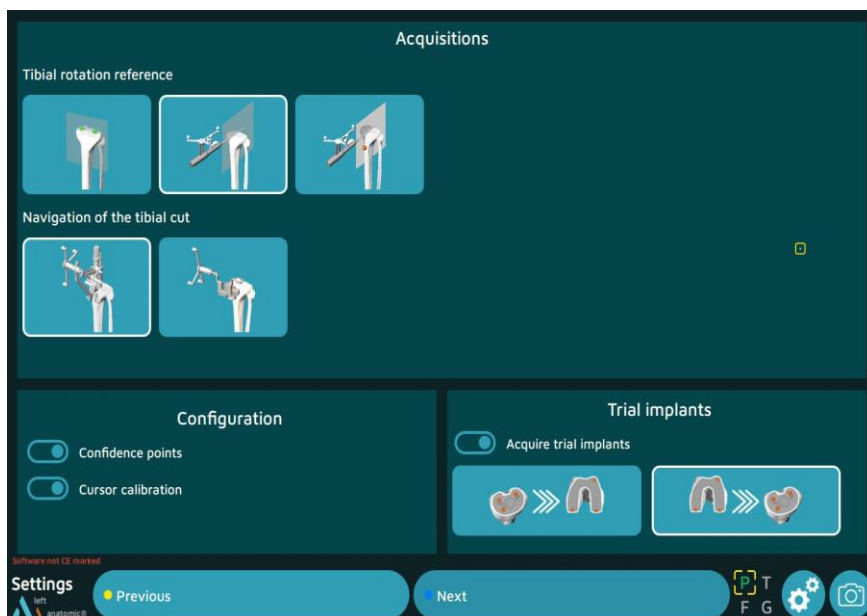 Acquisitions
Tibial rotation reference
Navigation of the tibial cut
Configuration
Confidence points
Cursor calibration
Trial implants
Acquire trial implants
Software not CE marked
Settings
left
anatomic®
Previous
Next
P T
F G